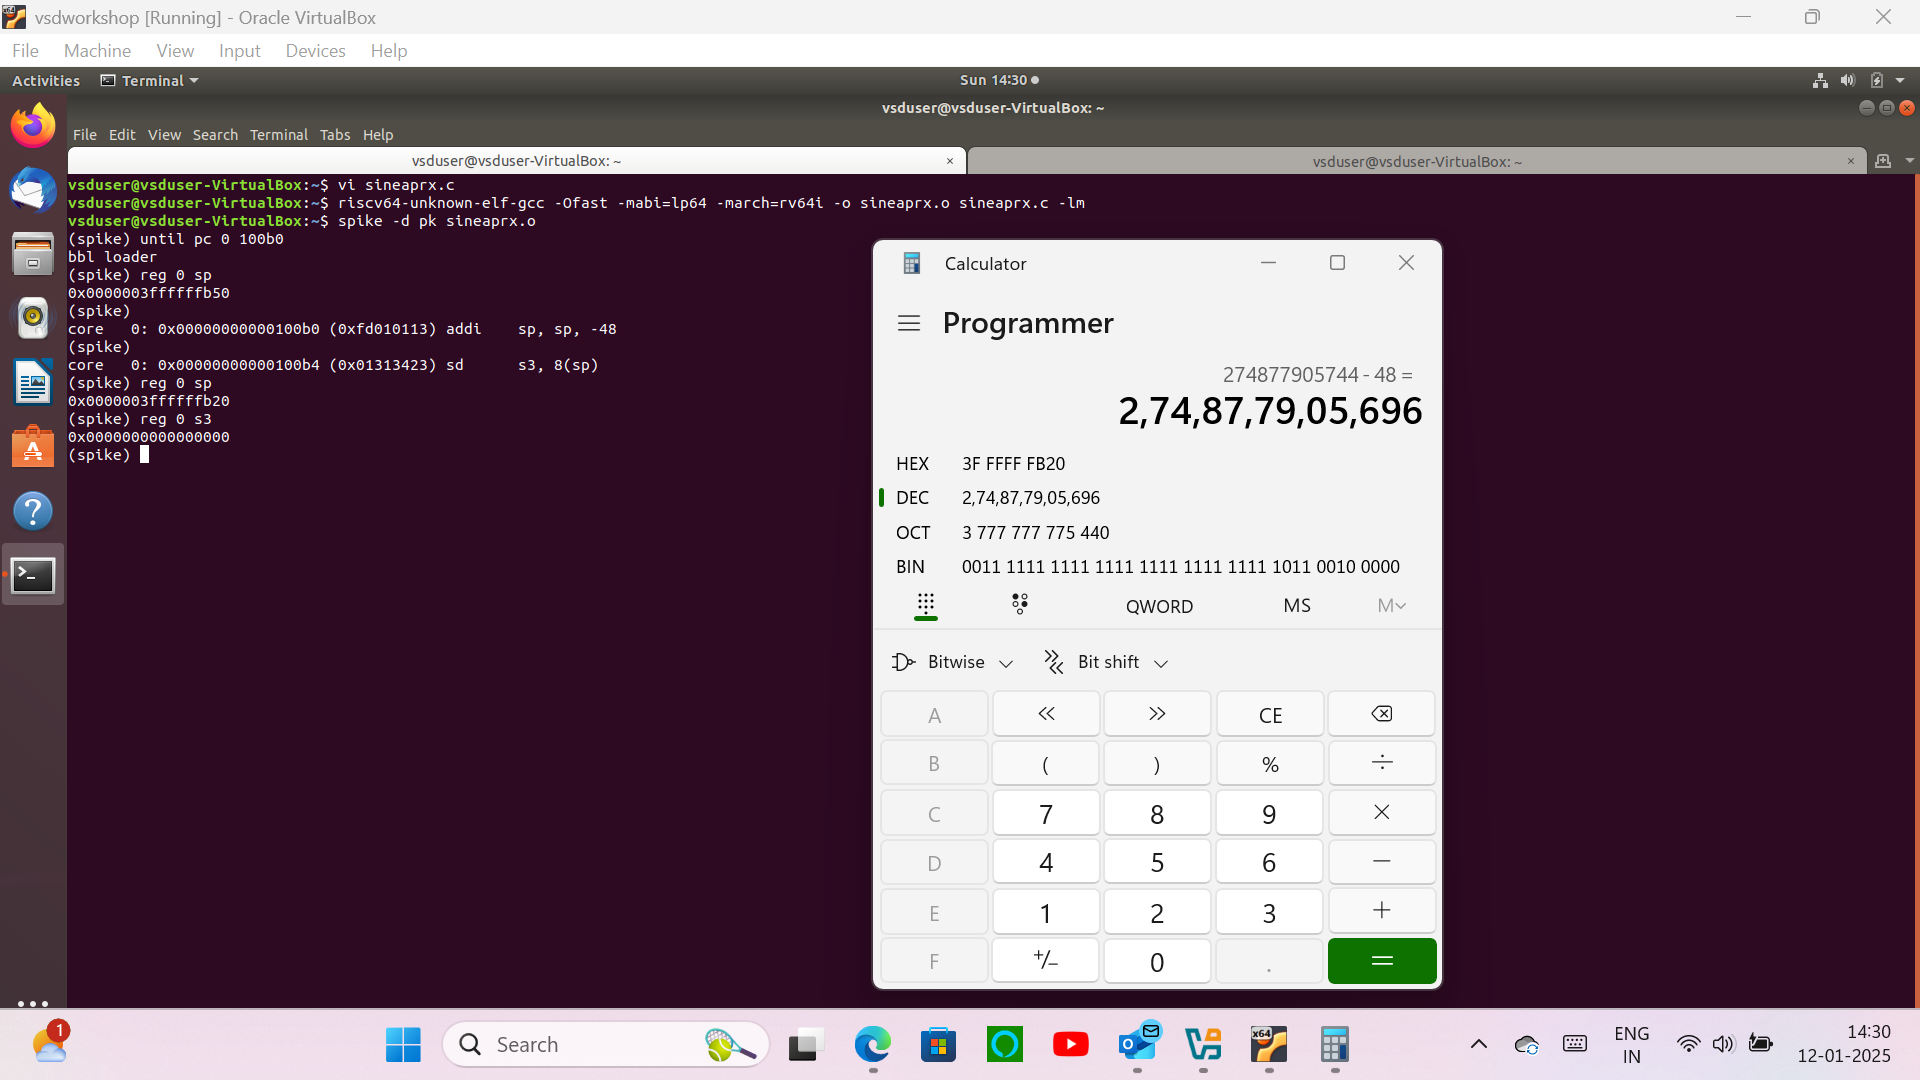 vsdworkshop [Running] - Oracle VirtualBox
File Machine View Input Devices Help
Activities Terminal Sun 14:30
vsduser@vsduser-VirtualBox: ~
File Edit View Search Terminal Tabs Help
vsduser@vsduser-VirtualBox: ~ × vsduser@vsduser-VirtualBox: ~ ×
vsduser@vsduser-VirtualBox:~$ vi sineaprx.c
vsduser@vsduser-VirtualBox:~$ riscv64-unknown-elf-gcc -Ofast -mabi=lp64 -march=rv64i -o sineaprx.o sineaprx.c -lm
vsduser@vsduser-VirtualBox:~$ spike -d pk sineaprx.o
(spike) until pc 0 100b0
bbl loader
(spike) reg 0 sp
0x0000003ffffffb50
(spike)
core   0: 0x00000000000100b0 (0xfd010113) addi    sp, sp, -48
(spike)
core   0: 0x00000000000100b4 (0x01313423) sd      s3, 8(sp)
(spike) reg 0 sp
0x0000003ffffffb20
(spike) reg 0 s3
0x0000000000000000
(spike)
Calculator
Programmer
274877905744 - 48 =
2,74,87,79,05,696
HEX 3F FFFF FB20
DEC 2,74,87,79,05,696
OCT 3 777 777 775 440
BIN 0011 1111 1111 1111 1111 1111 1111 1011 0010 0000
QWORD MS M
Bitwise Bit shift
A « » CE
B ( ) % ÷
C 7 8 9 ×
D 4 5 6 −
E 1 2 3 +
F +/− 0 . =
1
Search
x64
ENG
IN
14:30
12-01-2025